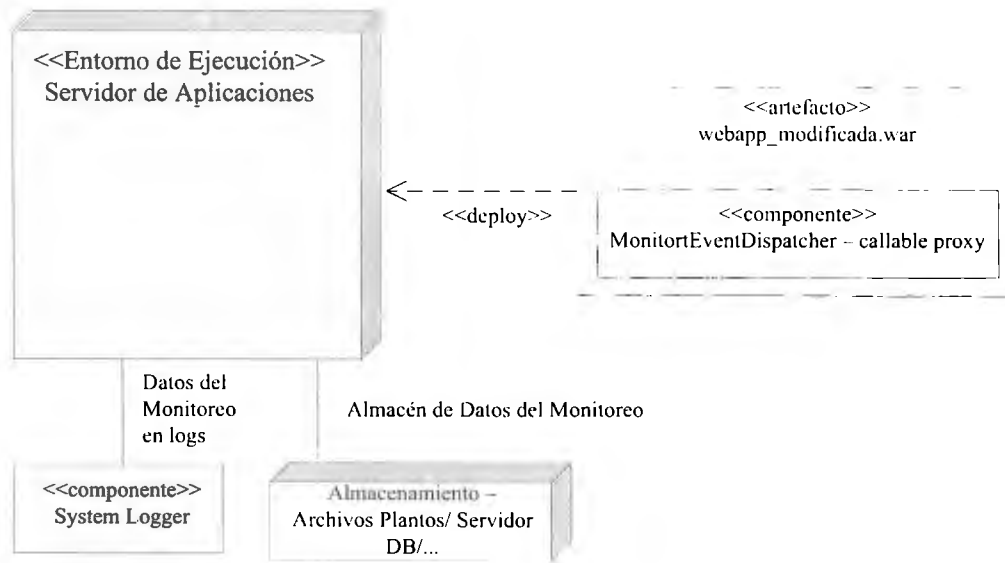 <<Entorno de Ejecución>>
Servidor de Aplicaciones
<<artefacto>>
webapp_modificada.war
<<deploy>>
<<componente>>
MonitortEventDispatcher – callable proxy
Datos del
Monitoreo
en logs
Almacén de Datos del Monitoreo
<<componente>>
System Logger
Almacenamiento –
Archivos Plantos/ Servidor
DB/...